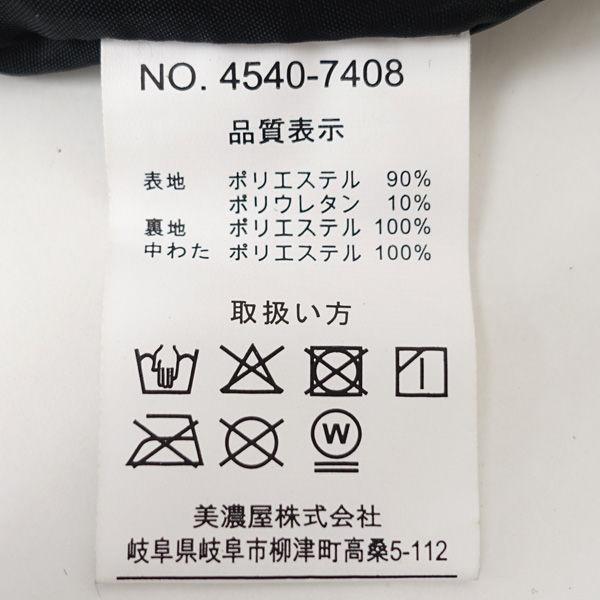 NO. 4540-7408
品質表示
表地 ポリエステル 90%
ポリウレタン 10%
裏地 ポリエステル 100%
中わた ポリエステル 100%
取扱い方
W
美濃屋株式会社
岐阜県岐阜市柳津町高桑5-112